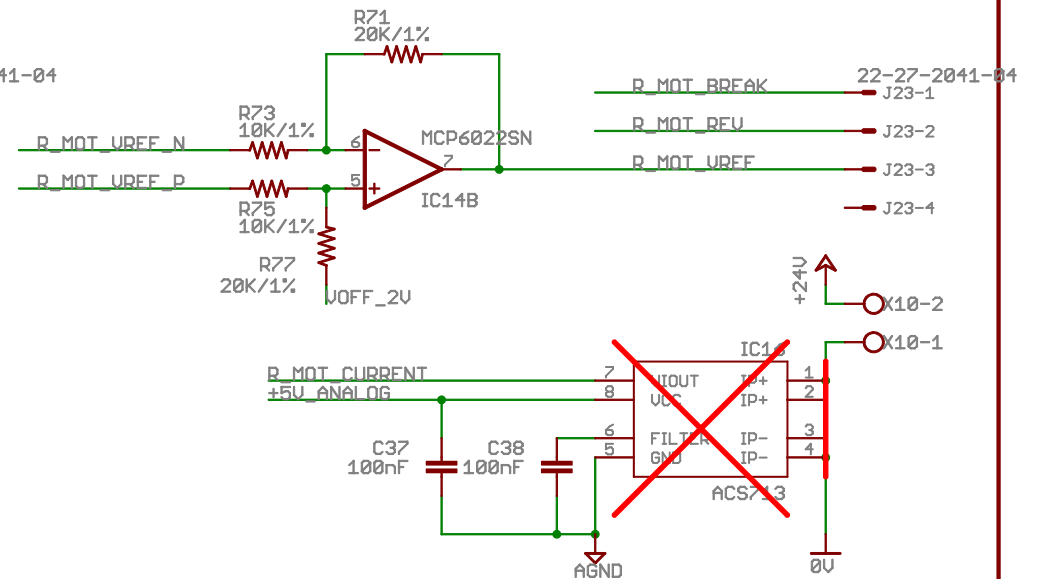 R71
20K/1%
41-04
22-27-2041-04
R_MOT_BREAK
J23-1
R73
10K/1%
MCP6022SN
R_MOT_REV
J23-2
R_MOT_VREF_N
6
7
R_MOT_VREF
J23-3
R_MOT_VREF_P
5
IC14B
J23-4
R75
10K/1%
R77
20K/1%
VOFF_2V
+24V
X10-2
X10-1
IC16
R_MOT_CURRENT
7
VIOUT
IP+
1
+5V_ANALOG
8
VCC
IP+
2
6
FILTER
IP-
3
C37
100nF
C38
100nF
5
GND
IP-
4
ACS713
AGND
0V